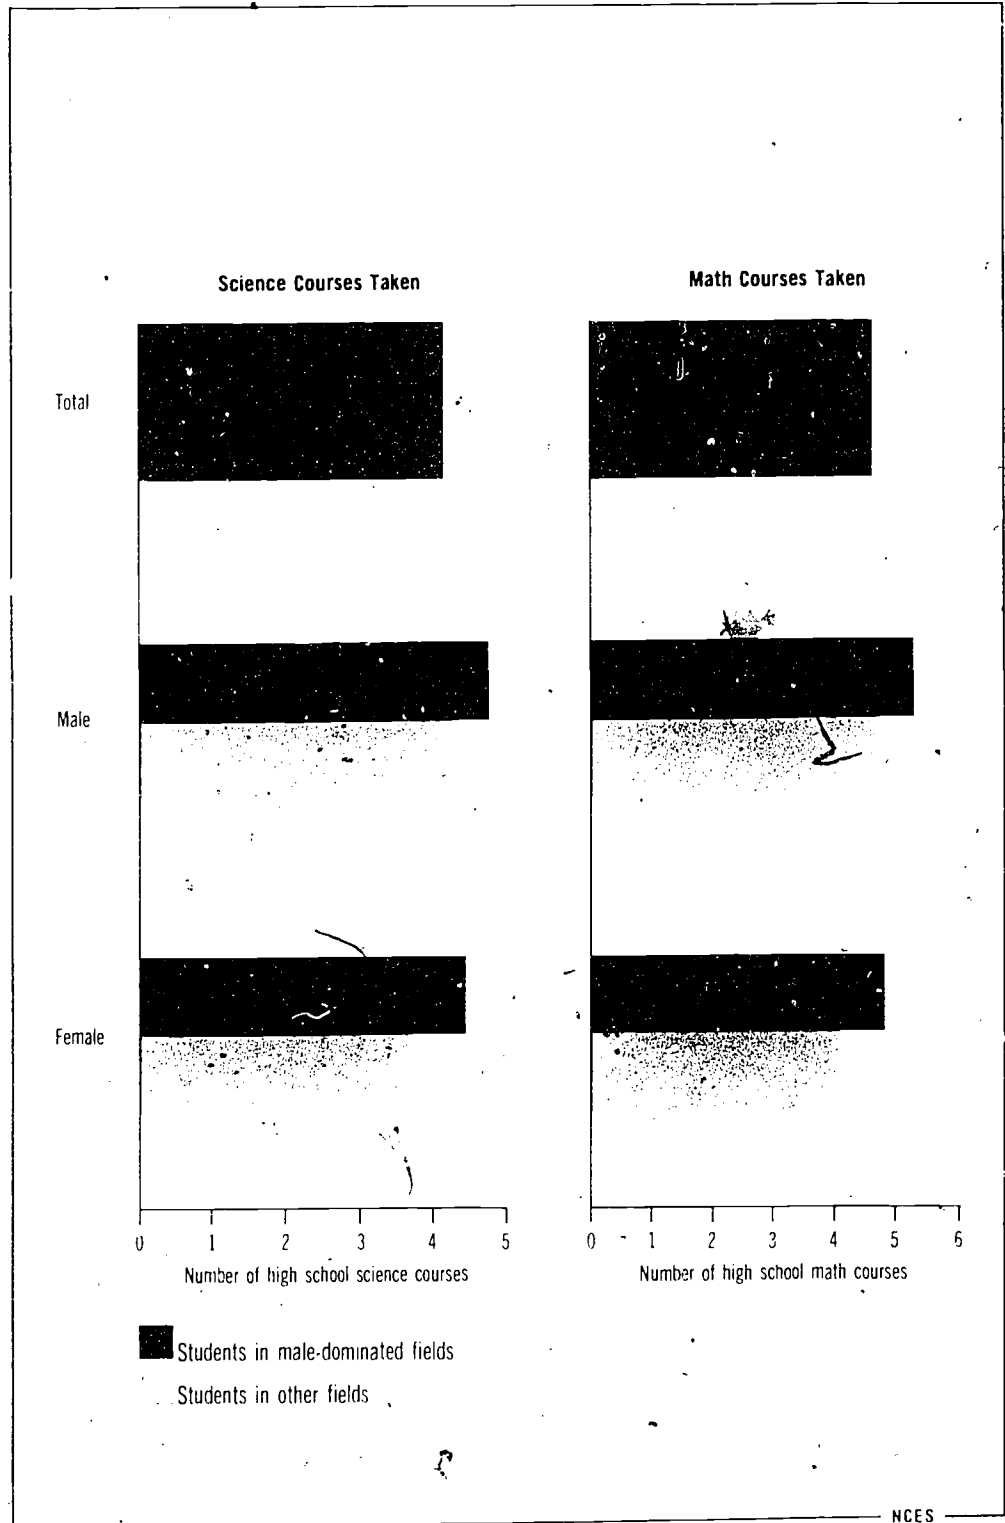 Science Courses Taken
Math Courses Taken
Total
Male
Female
0 1 2 3 4 5
0 1 2 3 4 5 6
Number of high school science courses
Number of high school math courses
Students in male-dominated fields
Students in other fields
NCES